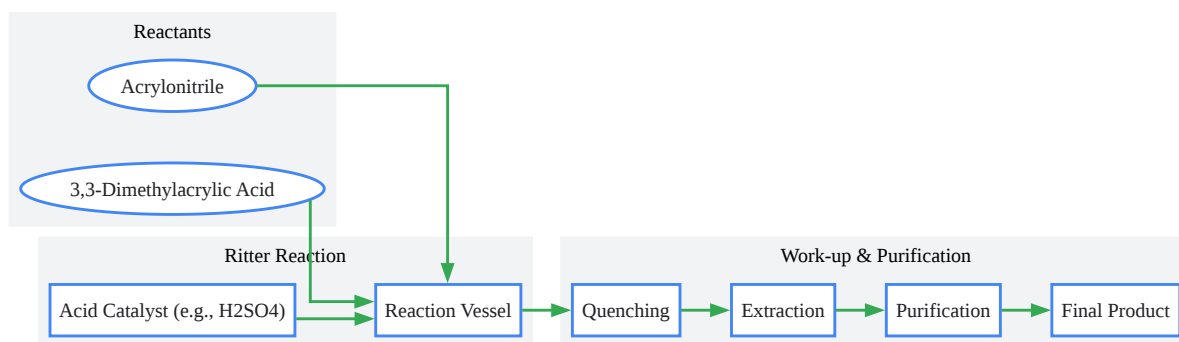 Reactants
Acrylonitrile
3,3-Dimethylacrylic Acid
Ritter Reaction
Acid Catalyst (e.g., H2SO4)
Reaction Vessel
Work-up & Purification
Quenching
Extraction
Purification
Final Product